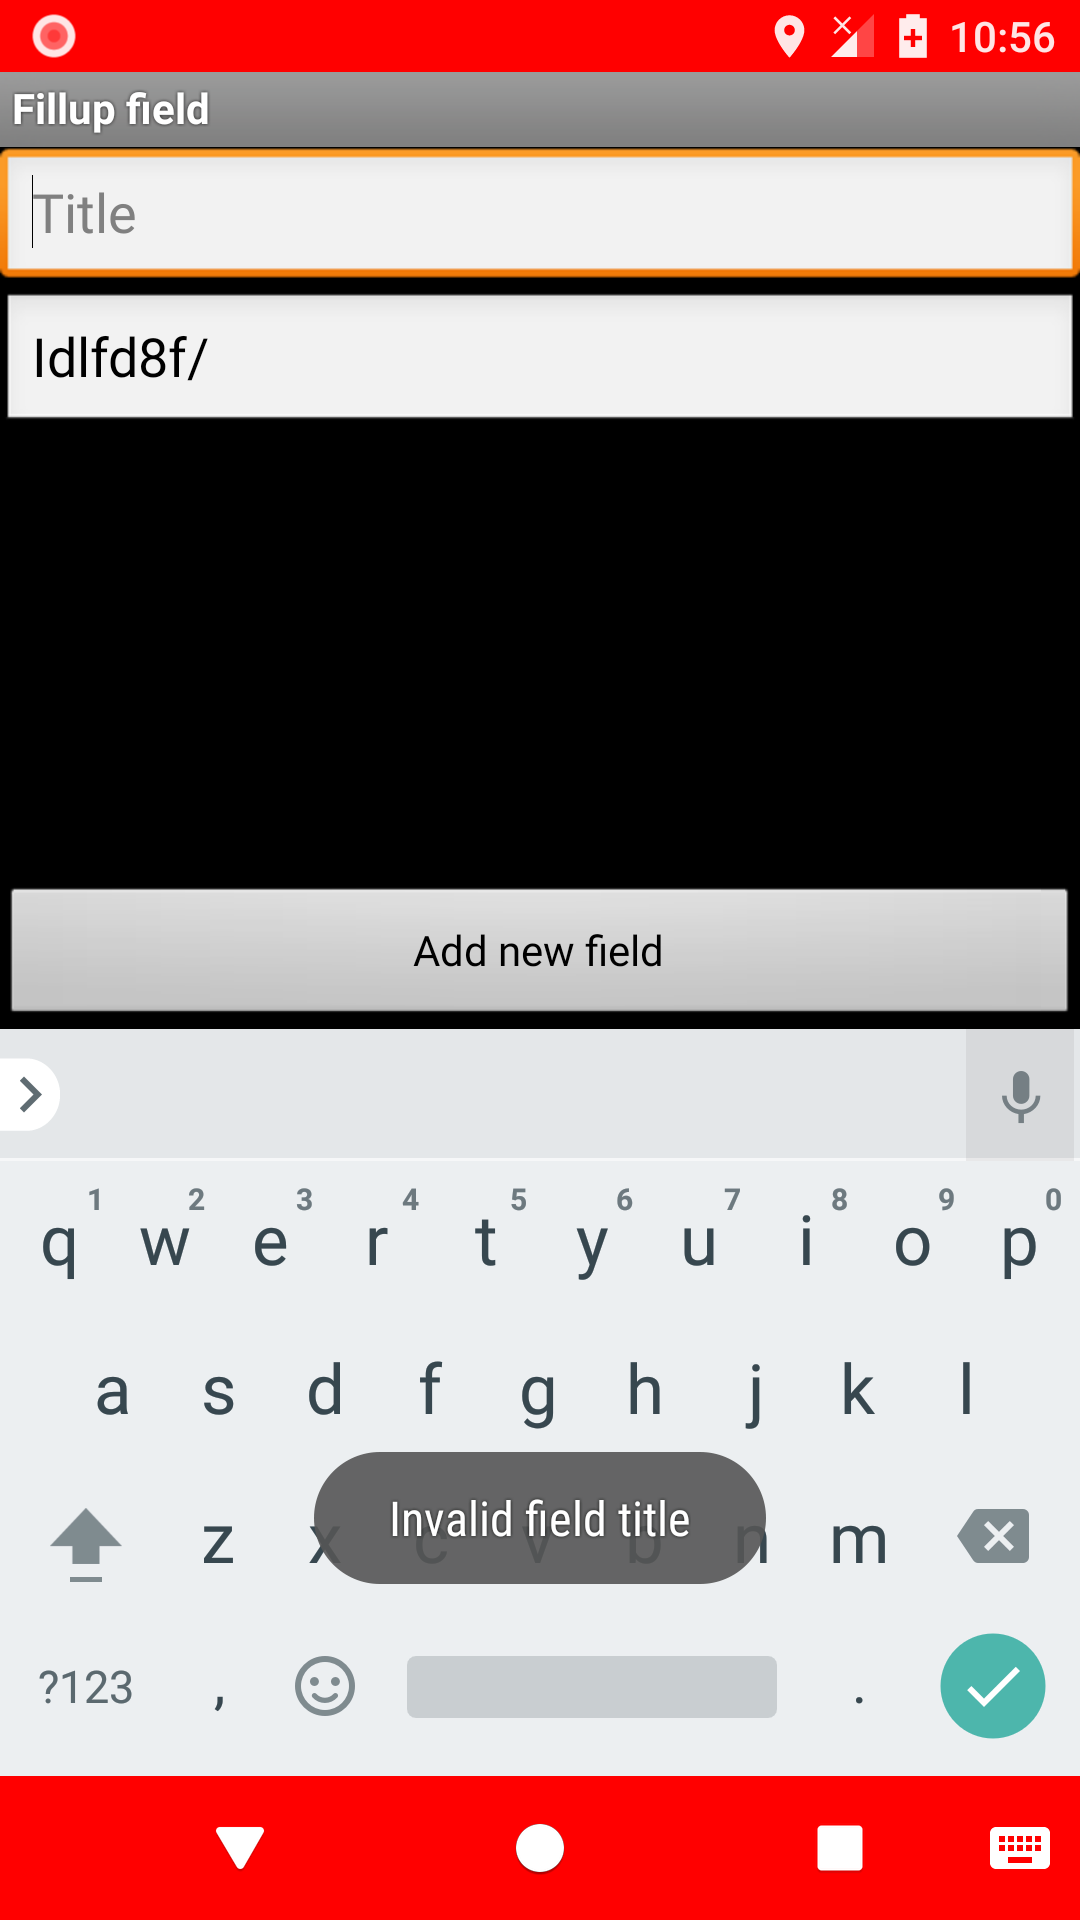 10:56
Fillup field
Title
Idlfd8f/
Add new field
1 2 3 4 5 6 7 8 9 0
q w e r t y u i o p
a s d f g h j k l
z x c v b n m
Invalid field title
?123 , .